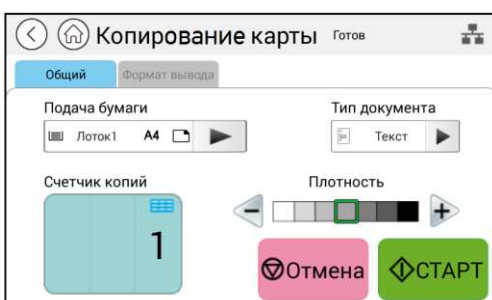 Копирование карты Готов
Общий Формат вывода
Подача бумаги Тип документа
Лоток1 A4 Текст
Счетчик копий Плотность
1
Отмена СТАРТ